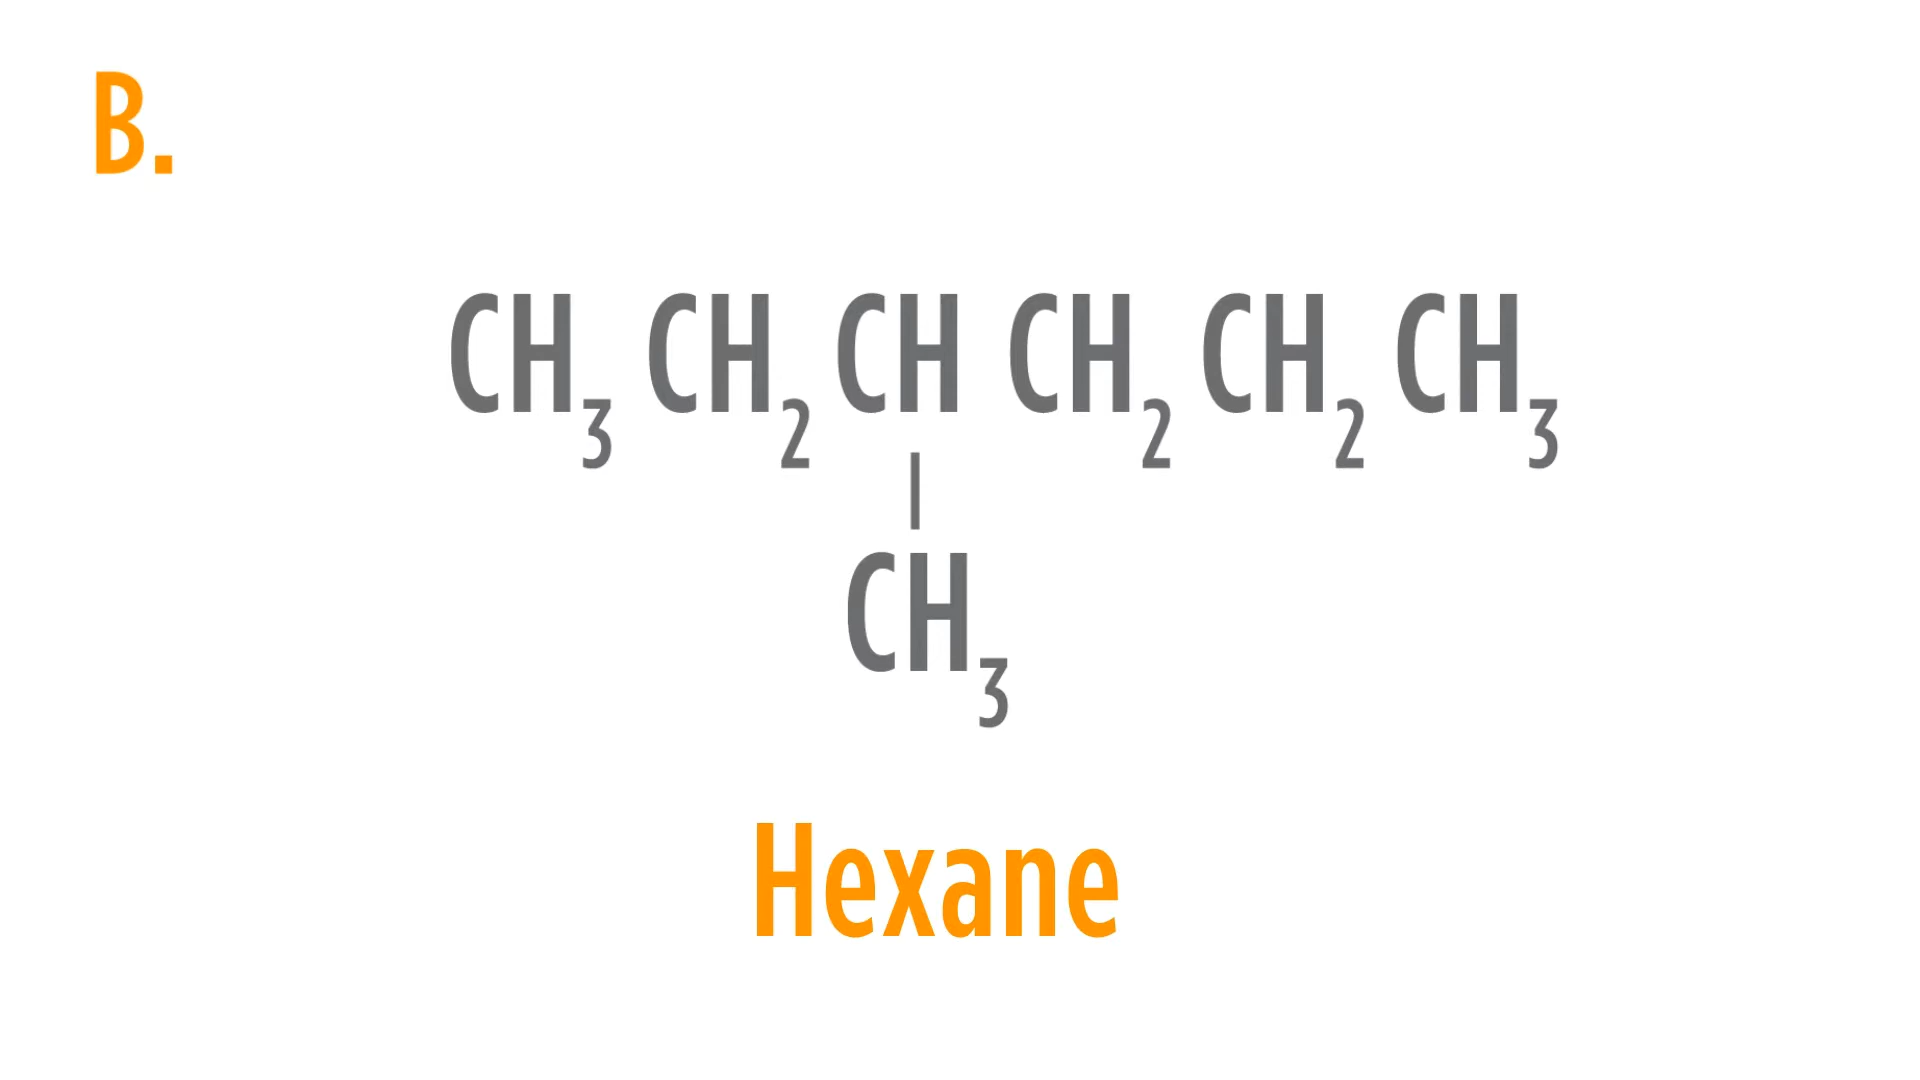 B.
CH₃ CH₂ CH CH₂ CH₂ CH₃
CH₃
Hexane